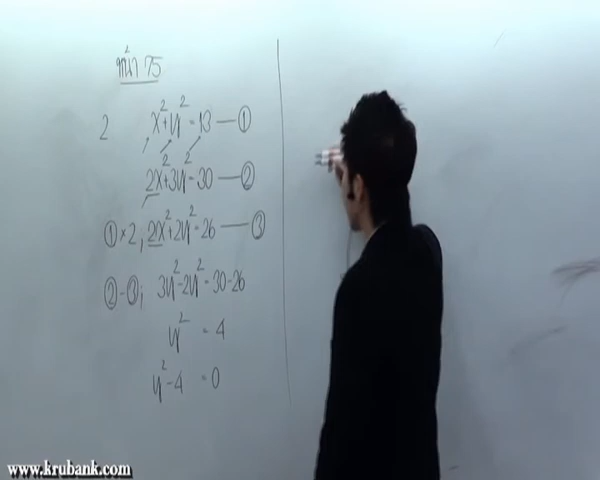 หน้า 75
2 x²+y²=13 — ①
2x²+3y²=30 — ②
①×2; 2x²+2y²=26 — ③
②-③; 3y²-2y²=30-26
y² = 4
y²-4 = 0
www.krubank.com